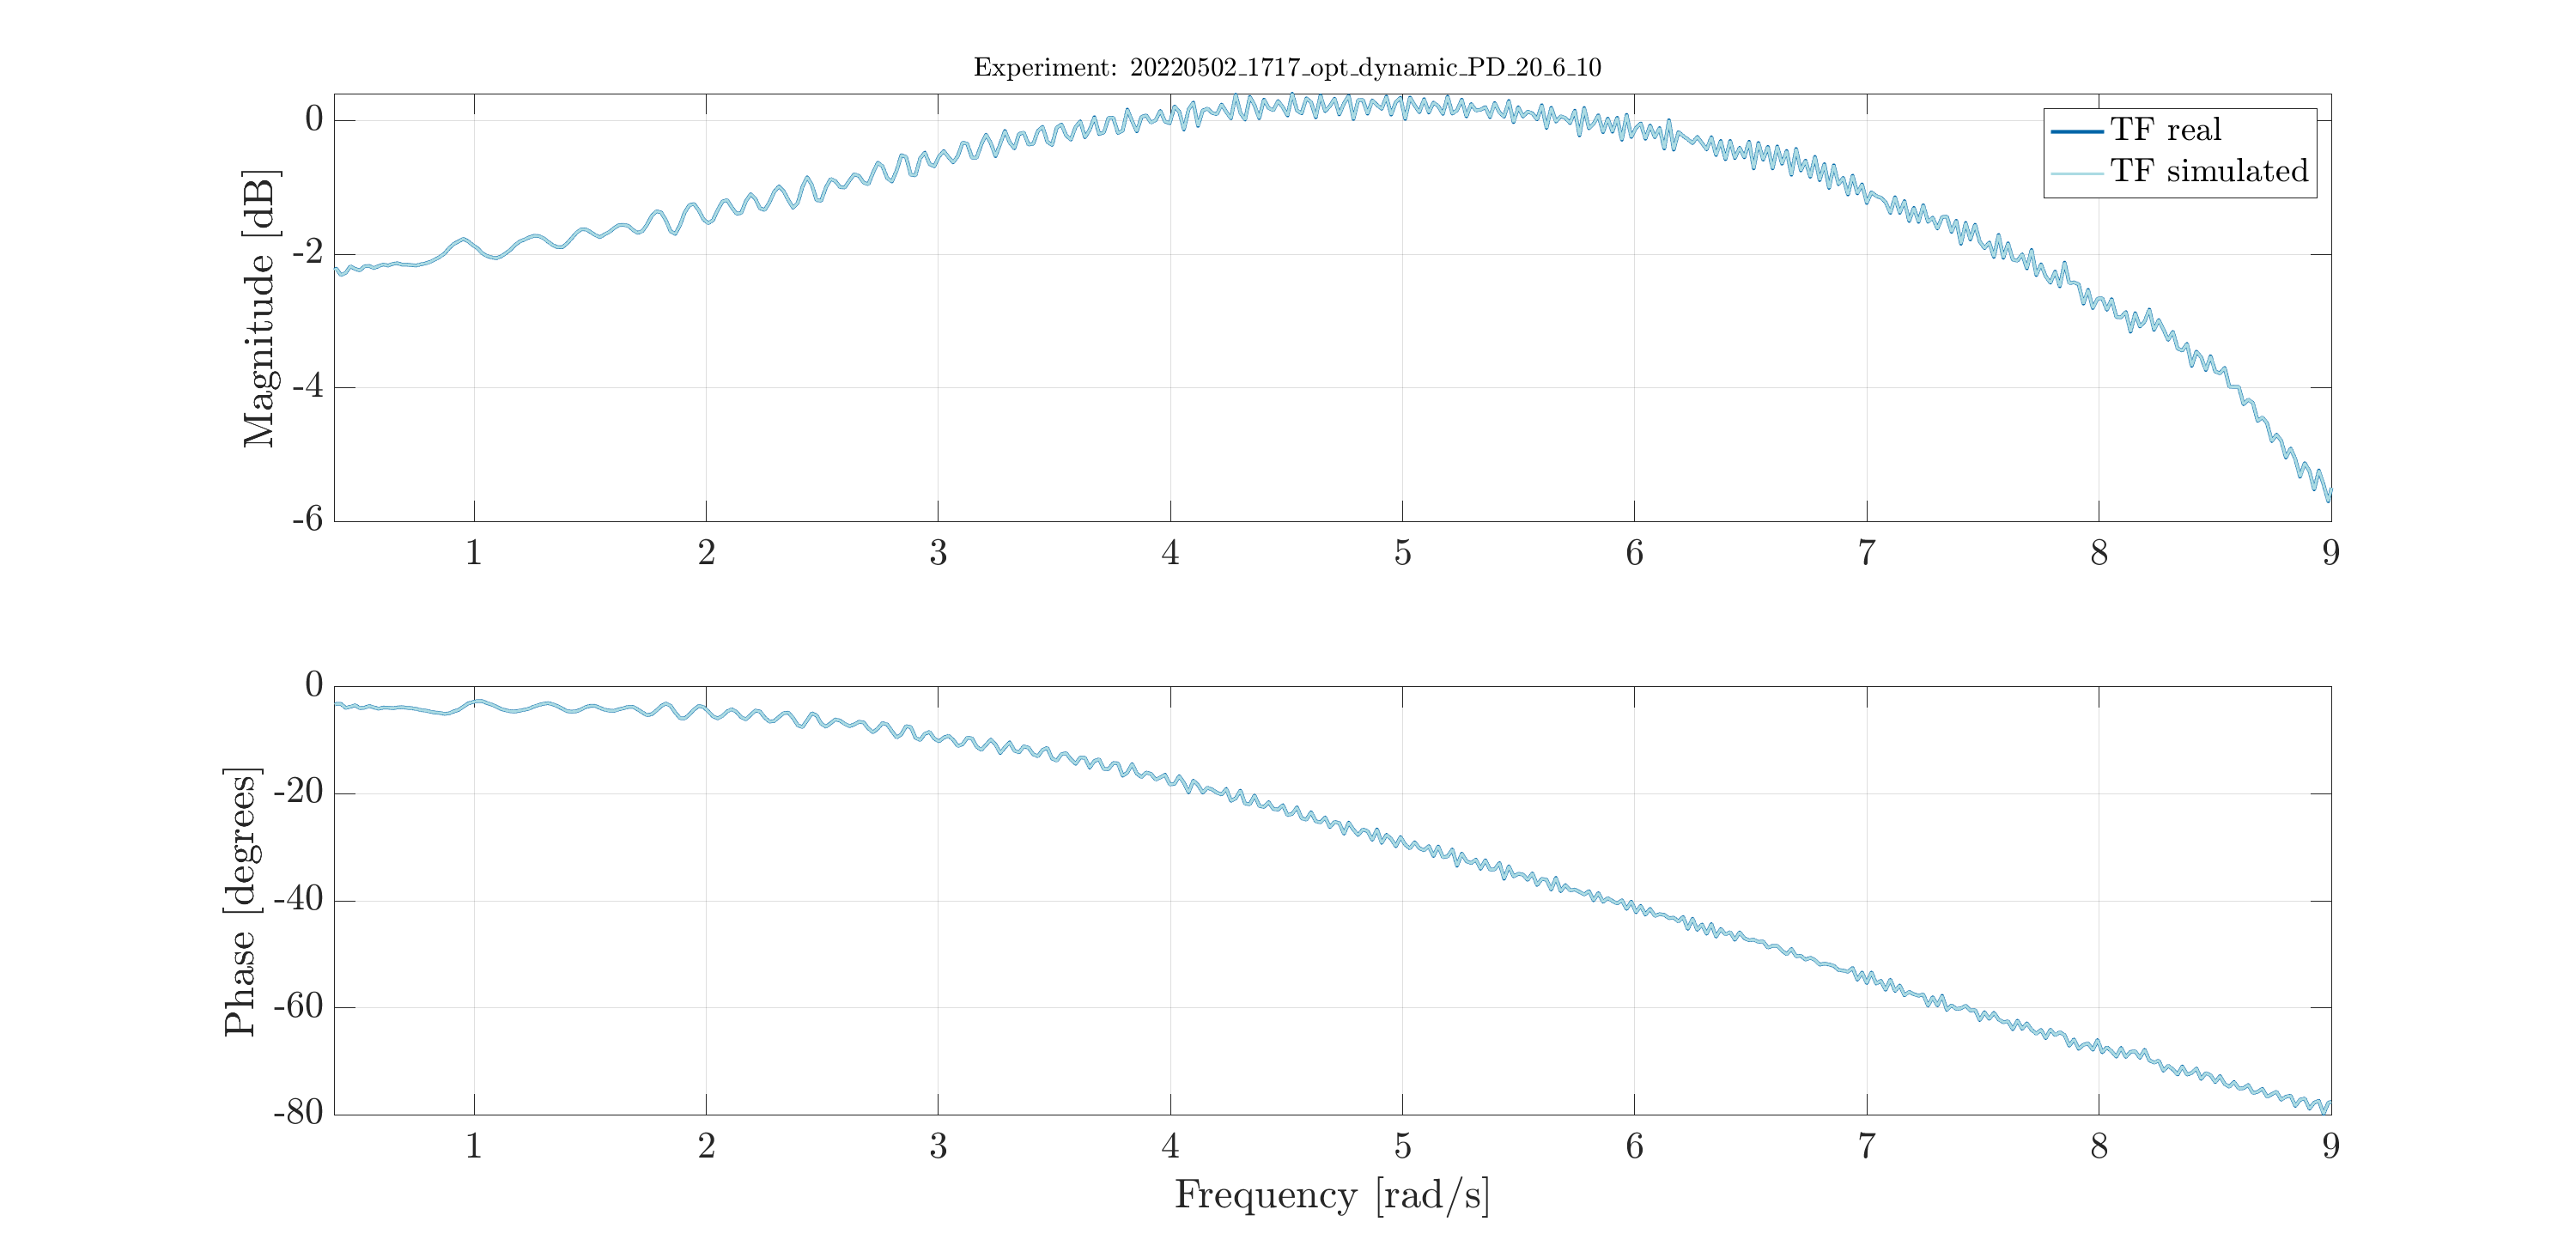 Experiment: 20220502_1717_opt_dynamic_PD_20_6_10
Magnitude [dB]
0
-2
-4
-6
TF real
TF simulated
1 2 3 4 5 6 7 8 9
Phase [degrees]
0
-20
-40
-60
-80
1 2 3 4 5 6 7 8 9
Frequency [rad/s]